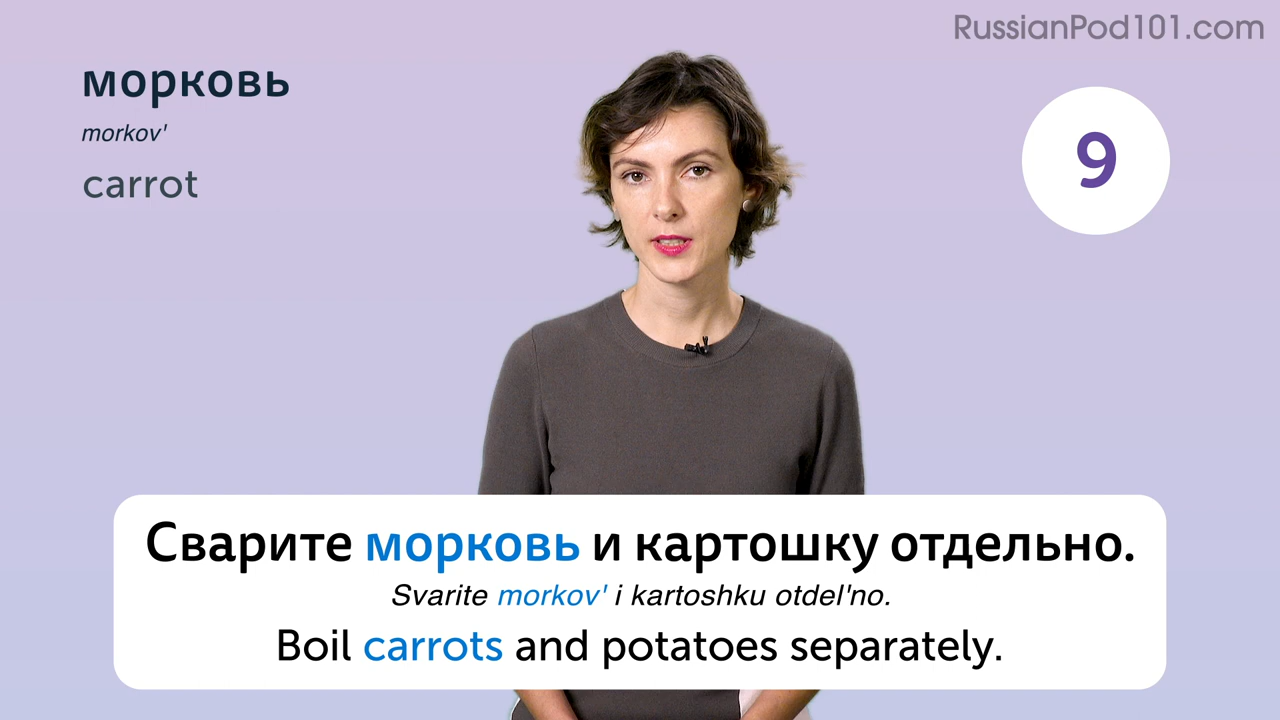 RussianPod101.com
морковь
morkov'
carrot
9
Сварите морковь и картошку отдельно.
Svarite morkov' i kartoshku otdel'no.
Boil carrots and potatoes separately.